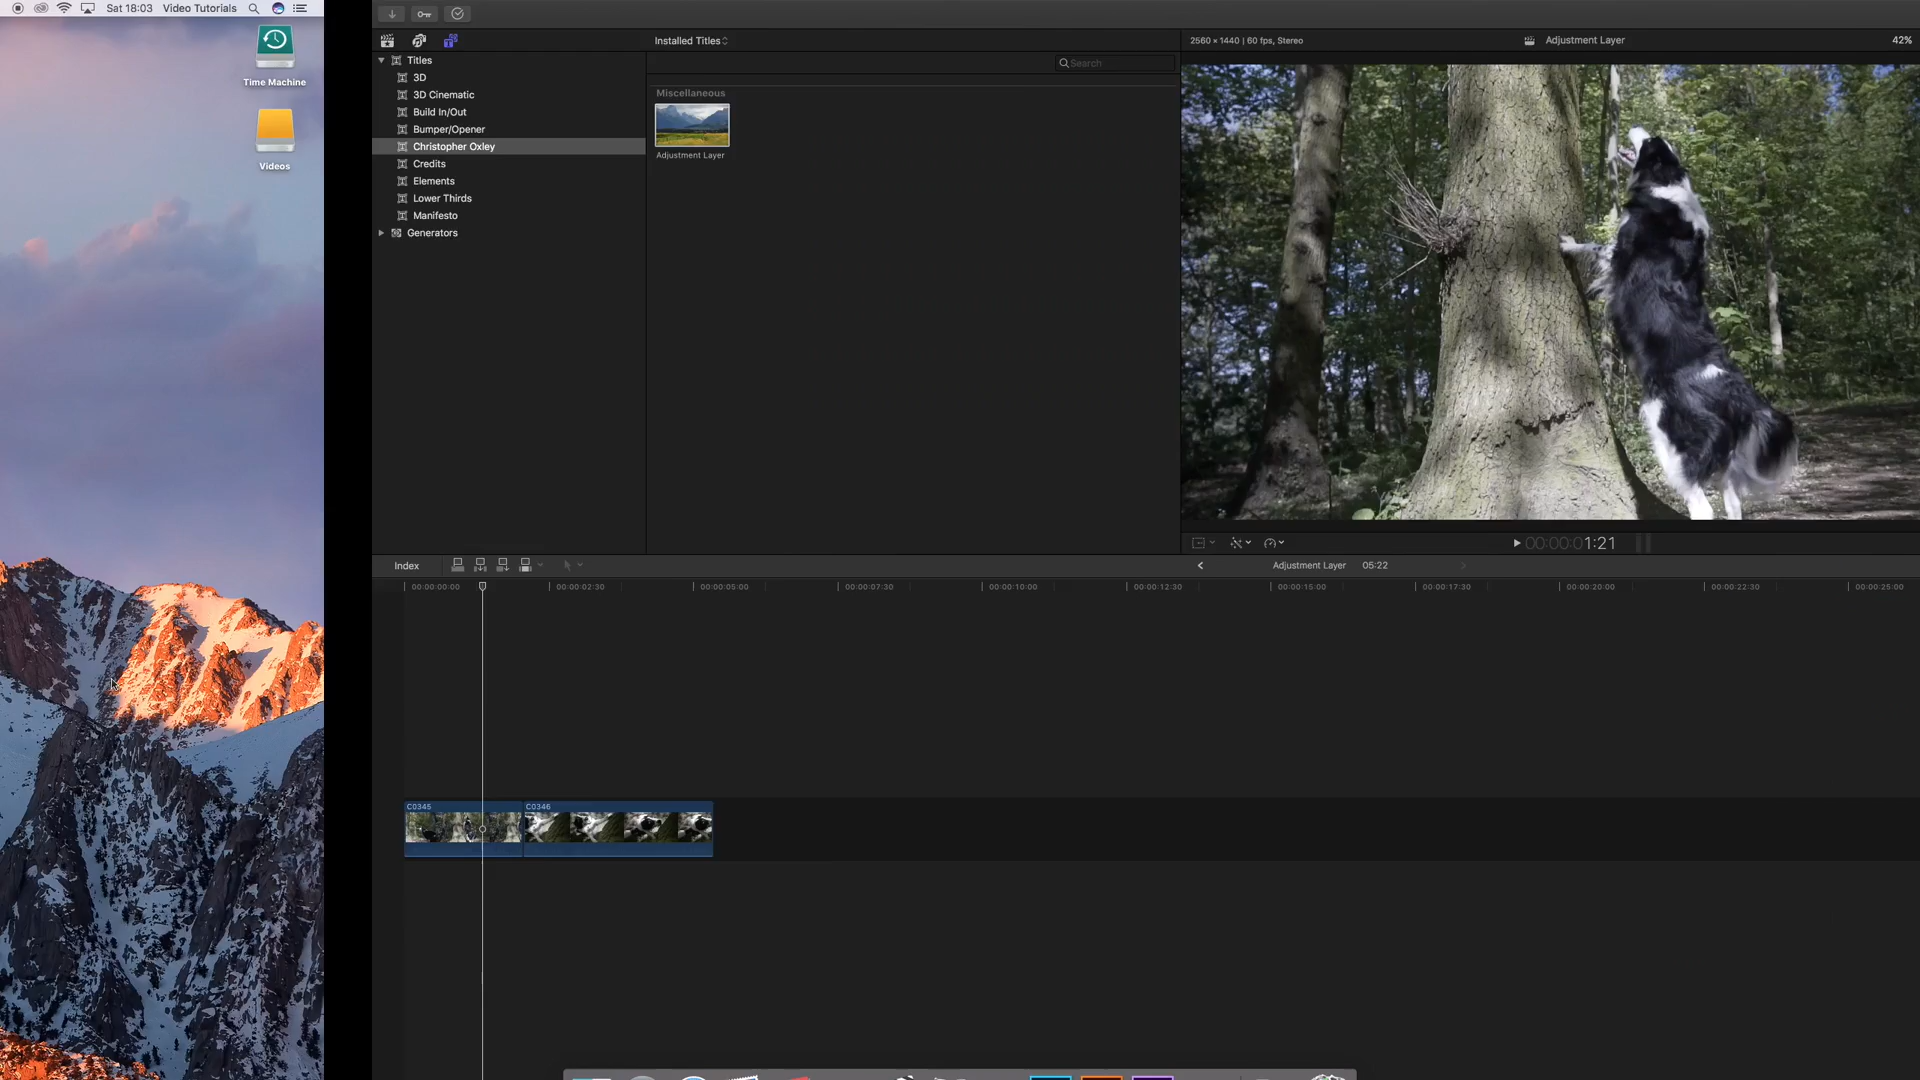 Sat 18:03 Video Tutorials
Time Machine
Videos
Installed Titles
Titles
3D
3D Cinematic
Build In/Out
Bumper/Opener
Christopher Oxley
Credits
Elements
Lower Thirds
Manifesto
Generators
Search
Miscellaneous
Adjustment Layer
2560 × 1440 | 60 fps, Stereo
Adjustment Layer
42%
00:00:01:21
Index
Adjustment Layer 05:22
00:00:00:00 00:00:02:30 00:00:05:00 00:00:07:30 00:00:10:00 00:00:12:30 00:00:15:00 00:00:17:30 00:00:20:00 00:00:22:30 00:00:25:00
C0345 C0346